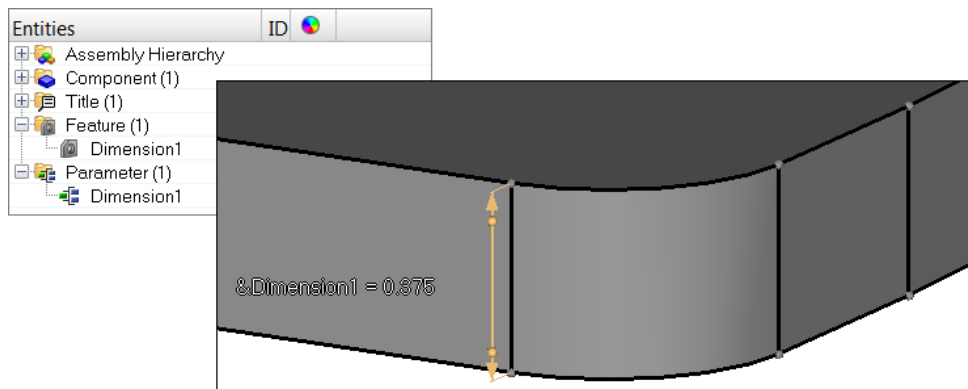 Entities ID
Assembly Hierarchy
Component (1)
Title (1)
Feature (1)
Dimension1
Parameter (1)
Dimension1
&Dimension1 = 0.375